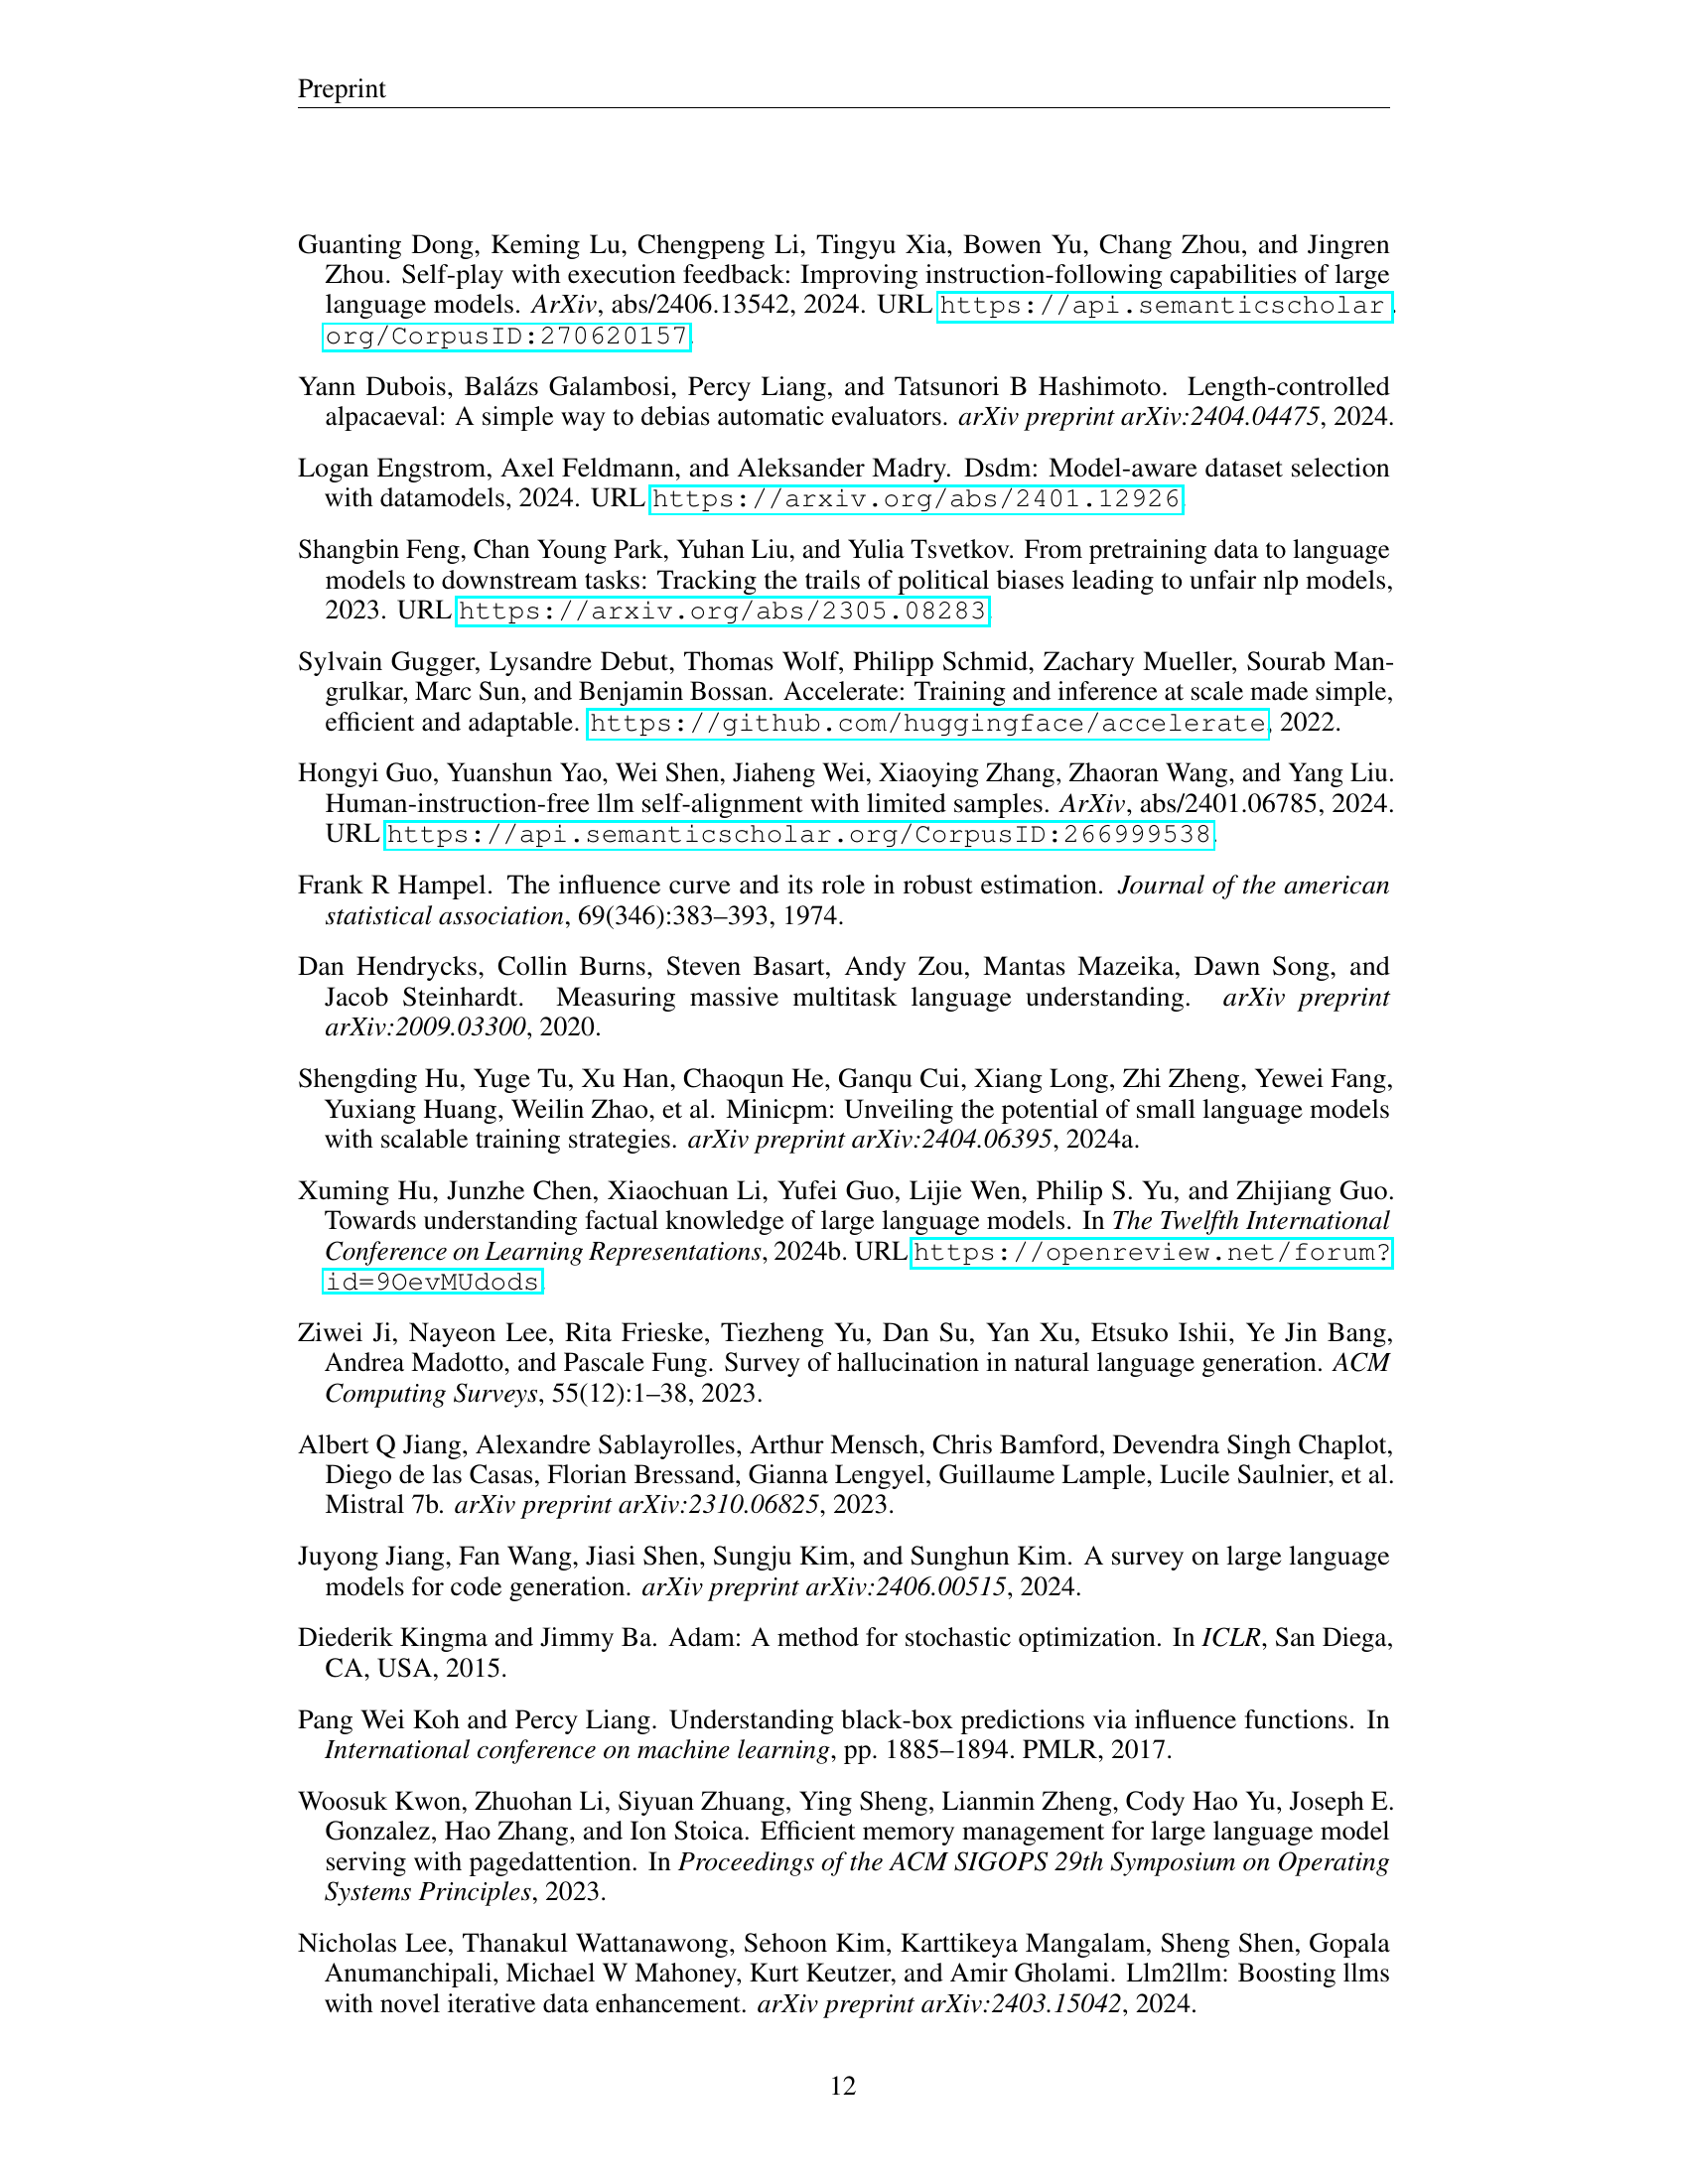 Preprint
Guanting Dong, Keming Lu, Chengpeng Li, Tingyu Xia, Bowen Yu, Chang Zhou, and Jingren
Zhou. Self-play with execution feedback: Improving instruction-following capabilities of large
language models. ArXiv, abs/2406.13542, 2024. URL https://api.semanticscholar.
org/CorpusID:270620157.
Yann Dubois, Balázs Galambosi, Percy Liang, and Tatsunori B Hashimoto. Length-controlled
alpacaeval: A simple way to debias automatic evaluators. arXiv preprint arXiv:2404.04475, 2024.
Logan Engstrom, Axel Feldmann, and Aleksander Madry. Dsdm: Model-aware dataset selection
with datamodels, 2024. URL https://arxiv.org/abs/2401.12926.
Shangbin Feng, Chan Young Park, Yuhan Liu, and Yulia Tsvetkov. From pretraining data to language
models to downstream tasks: Tracking the trails of political biases leading to unfair nlp models,
2023. URL https://arxiv.org/abs/2305.08283.
Sylvain Gugger, Lysandre Debut, Thomas Wolf, Philipp Schmid, Zachary Mueller, Sourab Man-
grulkar, Marc Sun, and Benjamin Bossan. Accelerate: Training and inference at scale made simple,
efficient and adaptable. https://github.com/huggingface/accelerate, 2022.
Hongyi Guo, Yuanshun Yao, Wei Shen, Jiaheng Wei, Xiaoying Zhang, Zhaoran Wang, and Yang Liu.
Human-instruction-free llm self-alignment with limited samples. ArXiv, abs/2401.06785, 2024.
URL https://api.semanticscholar.org/CorpusID:266999538.
Frank R Hampel. The influence curve and its role in robust estimation. Journal of the american
statistical association, 69(346):383–393, 1974.
Dan Hendrycks, Collin Burns, Steven Basart, Andy Zou, Mantas Mazeika, Dawn Song, and
Jacob Steinhardt. Measuring massive multitask language understanding. arXiv preprint
arXiv:2009.03300, 2020.
Shengding Hu, Yuge Tu, Xu Han, Chaoqun He, Ganqu Cui, Xiang Long, Zhi Zheng, Yewei Fang,
Yuxiang Huang, Weilin Zhao, et al. Minicpm: Unveiling the potential of small language models
with scalable training strategies. arXiv preprint arXiv:2404.06395, 2024a.
Xuming Hu, Junzhe Chen, Xiaochuan Li, Yufei Guo, Lijie Wen, Philip S. Yu, and Zhijiang Guo.
Towards understanding factual knowledge of large language models. In The Twelfth International
Conference on Learning Representations, 2024b. URL https://openreview.net/forum?
id=9OevMUdods.
Ziwei Ji, Nayeon Lee, Rita Frieske, Tiezheng Yu, Dan Su, Yan Xu, Etsuko Ishii, Ye Jin Bang,
Andrea Madotto, and Pascale Fung. Survey of hallucination in natural language generation. ACM
Computing Surveys, 55(12):1–38, 2023.
Albert Q Jiang, Alexandre Sablayrolles, Arthur Mensch, Chris Bamford, Devendra Singh Chaplot,
Diego de las Casas, Florian Bressand, Gianna Lengyel, Guillaume Lample, Lucile Saulnier, et al.
Mistral 7b. arXiv preprint arXiv:2310.06825, 2023.
Juyong Jiang, Fan Wang, Jiasi Shen, Sungju Kim, and Sunghun Kim. A survey on large language
models for code generation. arXiv preprint arXiv:2406.00515, 2024.
Diederik Kingma and Jimmy Ba. Adam: A method for stochastic optimization. In ICLR, San Diego,
CA, USA, 2015.
Pang Wei Koh and Percy Liang. Understanding black-box predictions via influence functions. In
International conference on machine learning, pp. 1885–1894. PMLR, 2017.
Woosuk Kwon, Zhuohan Li, Siyuan Zhuang, Ying Sheng, Lianmin Zheng, Cody Hao Yu, Joseph E.
Gonzalez, Hao Zhang, and Ion Stoica. Efficient memory management for large language model
serving with pagedattention. In Proceedings of the ACM SIGOPS 29th Symposium on Operating
Systems Principles, 2023.
Nicholas Lee, Thanakul Wattanawong, Sehoon Kim, Karttikeya Mangalam, Sheng Shen, Gopala
Anumanchipali, Michael W Mahoney, Kurt Keutzer, and Amir Gholami. Llm2llm: Boosting llms
with novel iterative data enhancement. arXiv preprint arXiv:2403.15042, 2024.
12